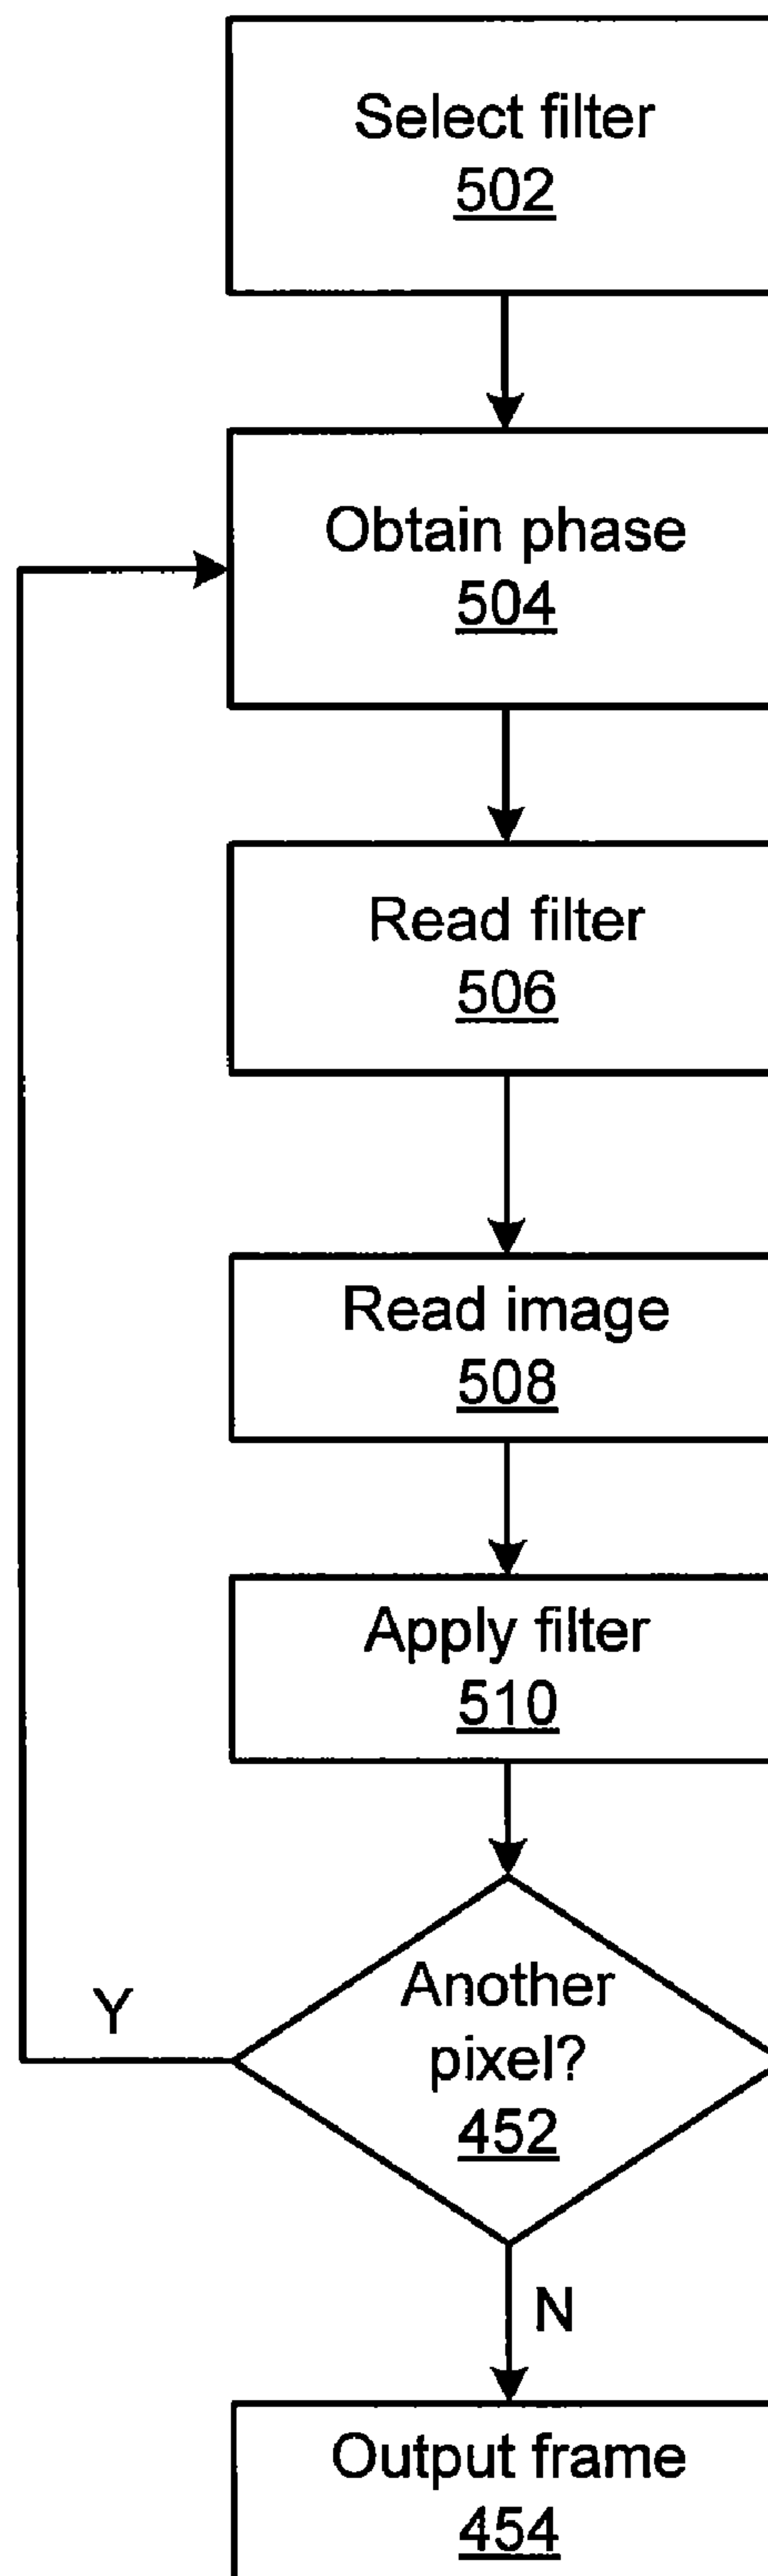 Select filter
502
Obtain phase
504
Read filter
506
Read image
508
Apply filter
510
Another
pixel?
452
Y
N
Output frame
454